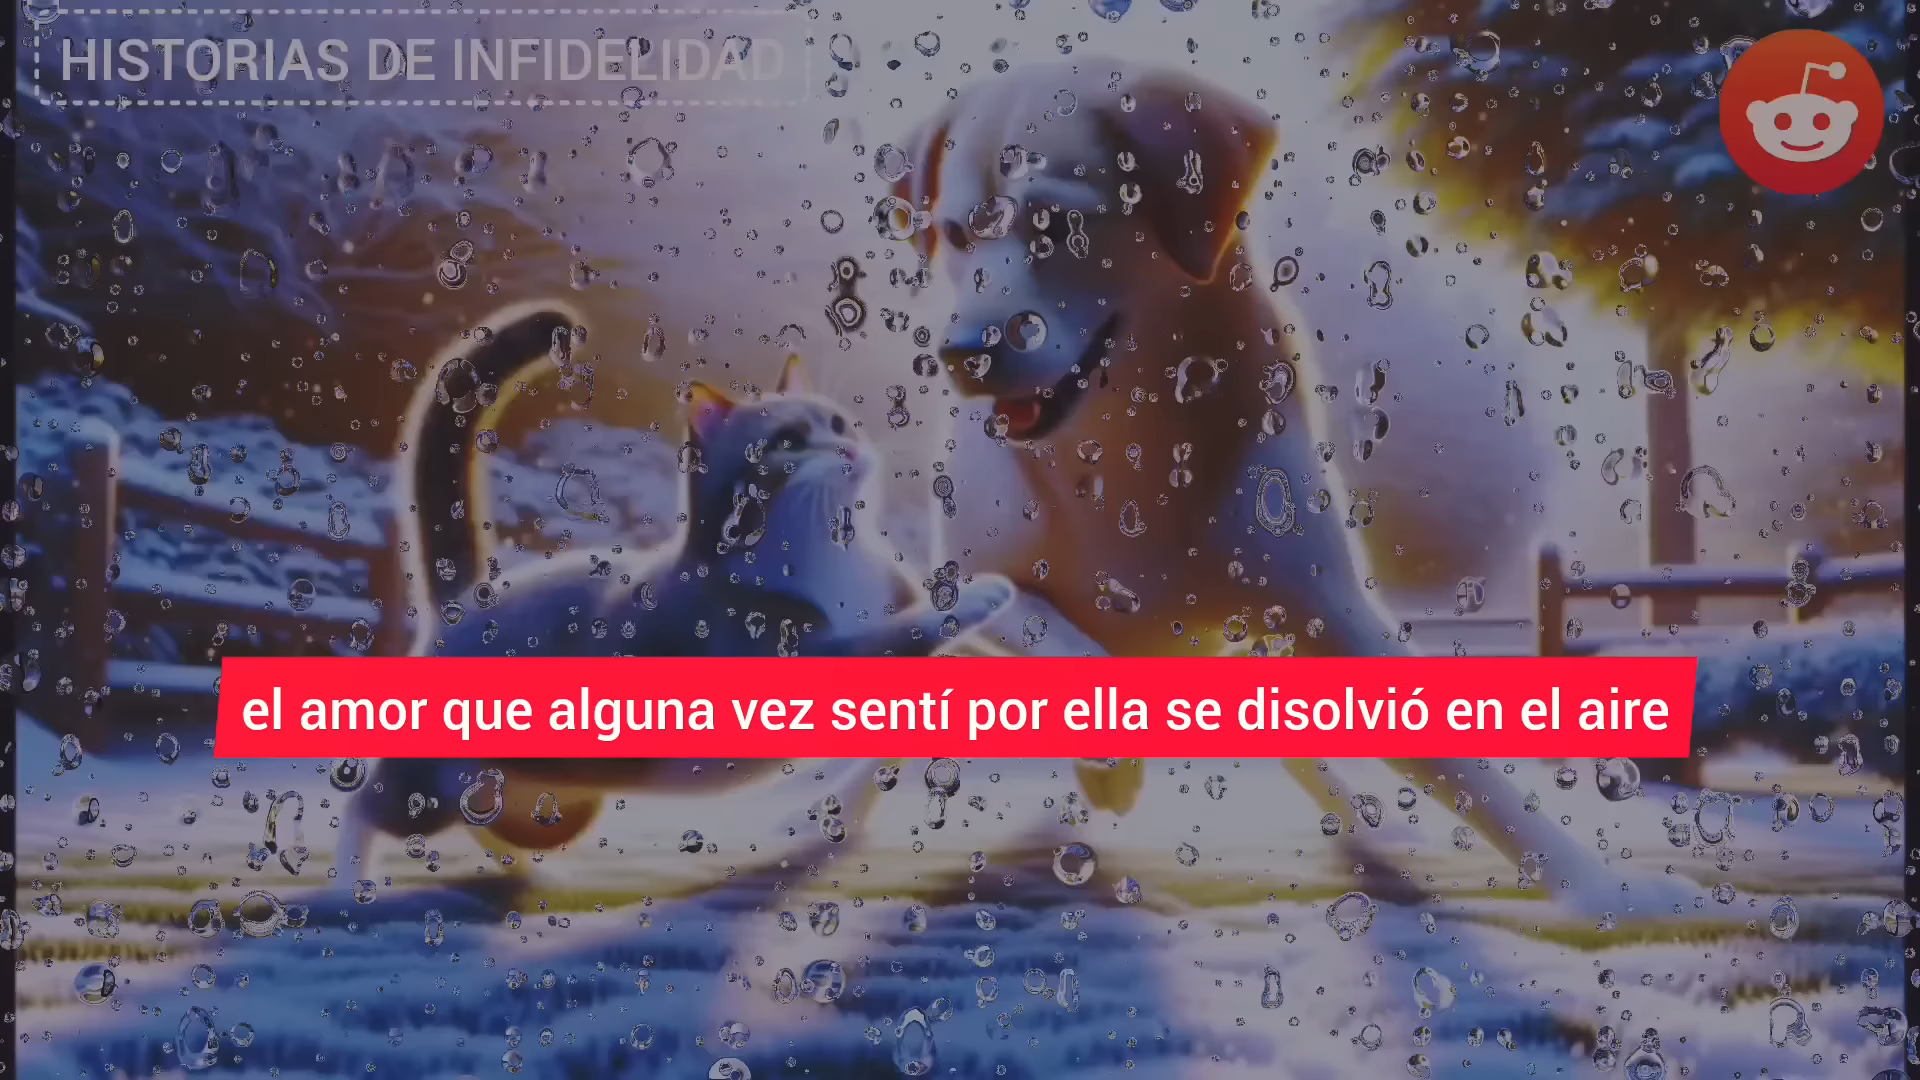 HISTORIAS DE INFIDELIDAD
el amor que alguna vez sentí por ella se disolvió en el aire